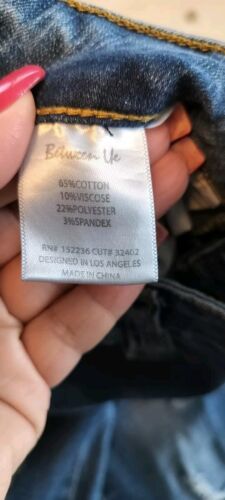 Between Us
65%COTTON
10%VISCOSE
22%POLYESTER
3%SPANDEX
RN# 152236 CUT# 32402
DESIGNED IN LOS ANGELES
MADE IN CHINA